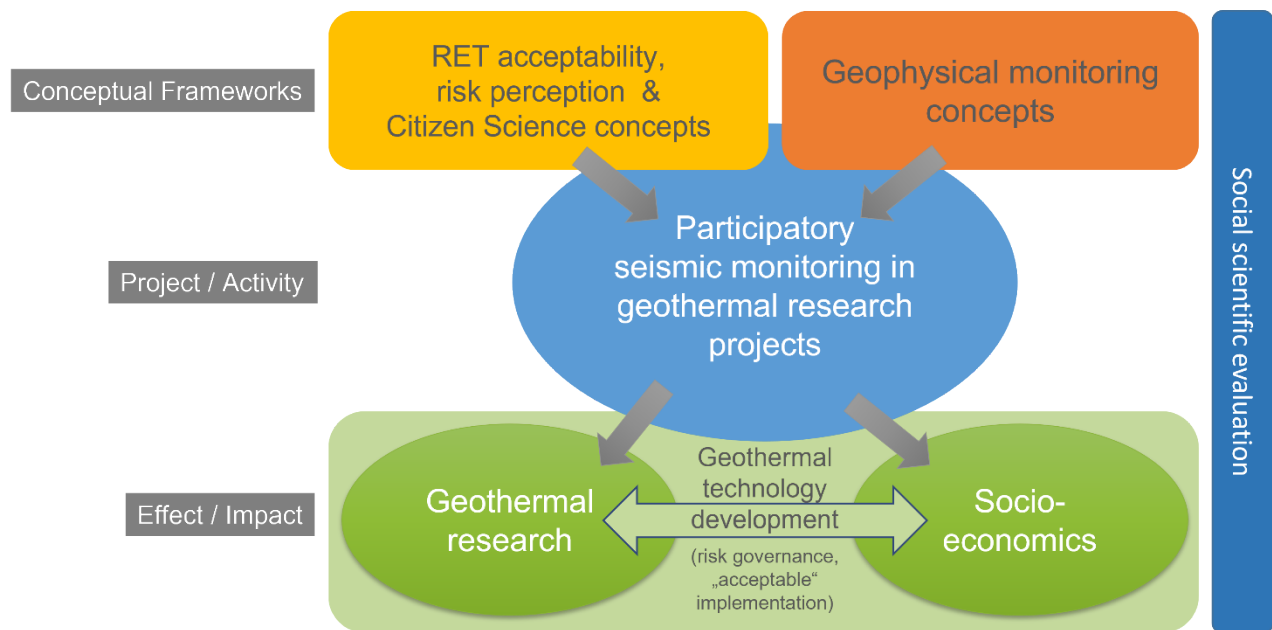 Conceptual Frameworks
RET acceptability,
risk perception &
Citizen Science concepts
Geophysical monitoring
concepts
Project / Activity
Participatory
seismic monitoring in
geothermal research
projects
Effect / Impact
Geothermal
research
Geothermal
technology
development
(risk governance,
„acceptable“
implementation)
Socio-
economics
Social scientific evaluation